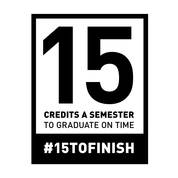 15
CREDITS A SEMESTER
TO GRADUATE ON TIME
#15TOFINISH